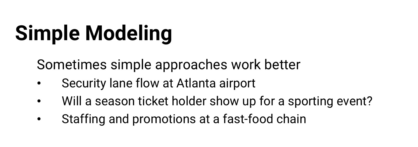 Simple Modeling
Sometimes simple approaches work better
• Security lane flow at Atlanta airport
• Will a season ticket holder show up for a sporting event?
• Staffing and promotions at a fast-food chain